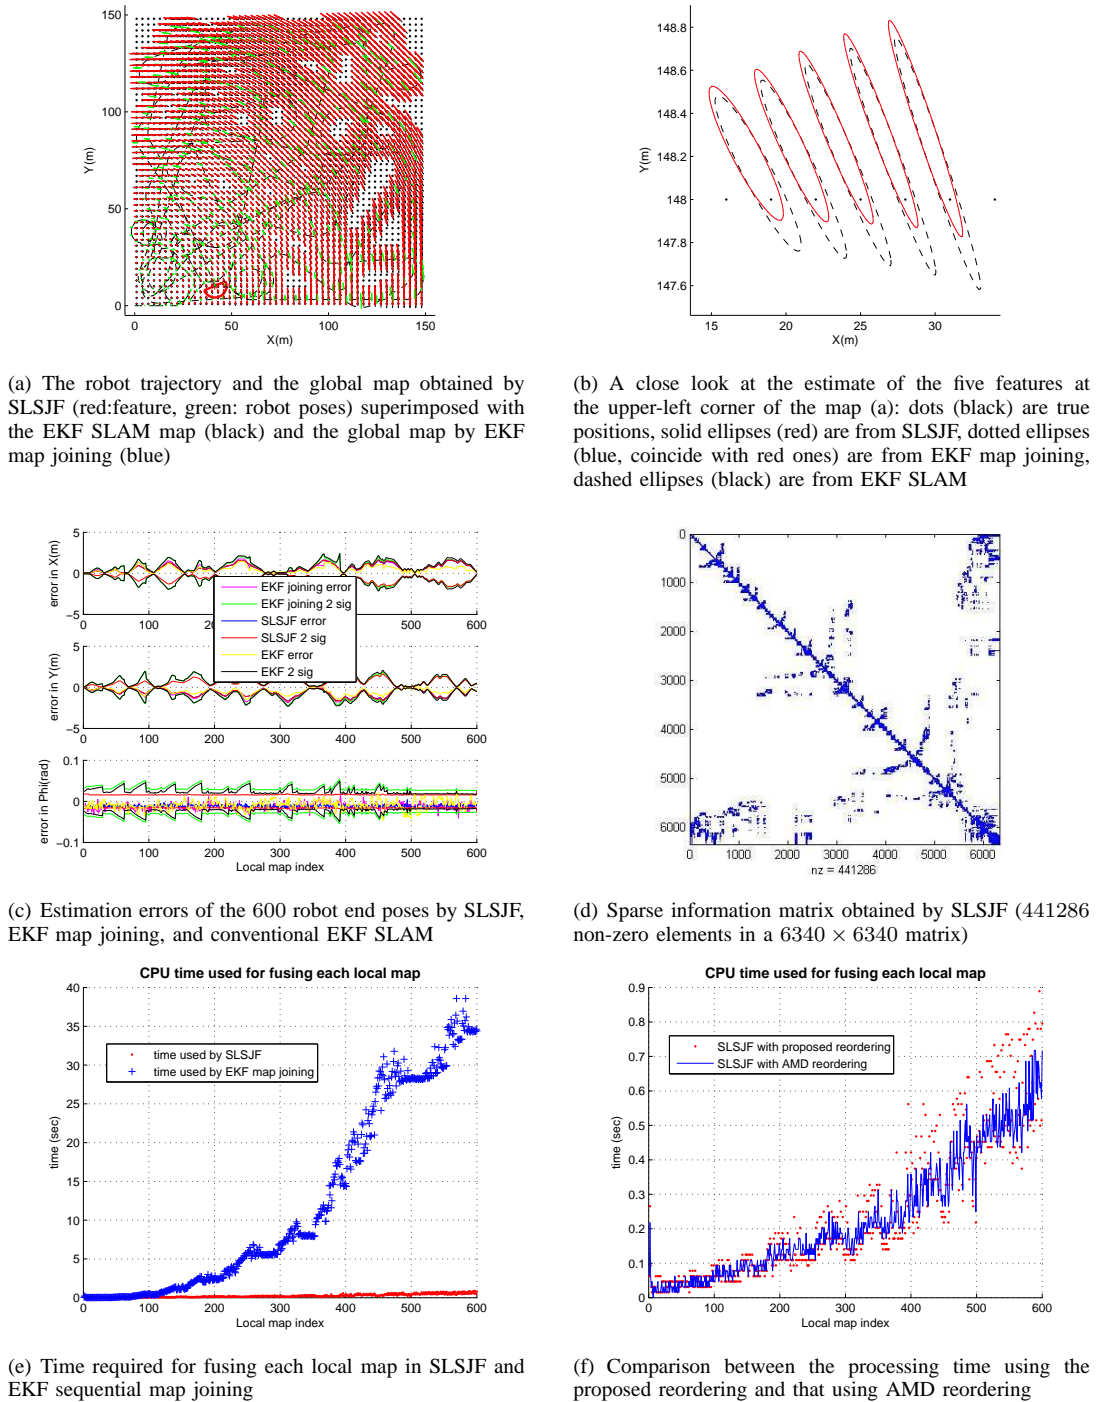 150
100
50
0
Y(m)
0
50
100
150
X(m)
148.8
148.6
148.4
148.2
148
147.8
147.6
Y(m)
15
20
25
30
X(m)
(a) The robot trajectory and the global map obtained by
SLSJF (red:feature, green: robot poses) superimposed with
the EKF SLAM map (black) and the global map by EKF
map joining (blue)
(b) A close look at the estimate of the five features at
the upper-left corner of the map (a): dots (black) are true
positions, solid ellipses (red) are from SLSJF, dotted ellipses
(blue, coincide with red ones) are from EKF map joining,
dashed ellipses (black) are from EKF SLAM
5
0
−5
error in X(m)
0 100 200 300 400 500 600
EKF joining error
EKF joining 2 sig
SLSJF error
SLSJF 2 sig
EKF error
EKF 2 sig
5
0
−5
error in Y(m)
0 100 200 300 400 500 600
0.1
0
−0.1
error in Phi(rad)
0 100 200 300 400 500 600
Local map index
0
1000
2000
3000
4000
5000
6000
0 1000 2000 3000 4000 5000 6000
nz = 441286
(c) Estimation errors of the 600 robot end poses by SLSJF,
EKF map joining, and conventional EKF SLAM
(d) Sparse information matrix obtained by SLSJF (441286
non-zero elements in a 6340 × 6340 matrix)
CPU time used for fusing each local map
40
35
30
25
20
15
10
5
0
time (sec)
time used by SLSJF
time used by EKF map joining
0 100 200 300 400 500 600
Local map index
CPU time used for fusing each local map
0.9
0.8
0.7
0.6
0.5
0.4
0.3
0.2
0.1
0
time (sec)
SLSJF with proposed reordering
SLSJF with AMD reordering
0 100 200 300 400 500 600
Local map index
(e) Time required for fusing each local map in SLSJF and
EKF sequential map joining
(f) Comparison between the processing time using the
proposed reordering and that using AMD reordering